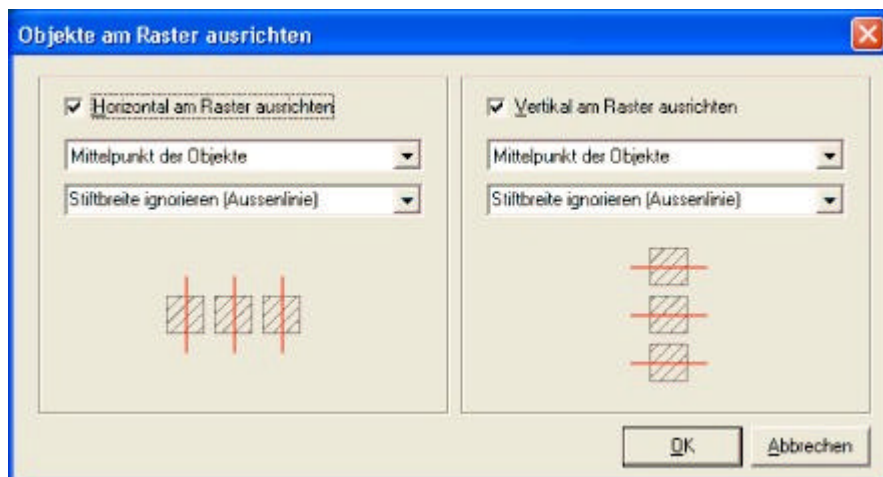 Objekte am Raster ausrichten
Horizontal am Raster ausrichten
Mittelpunkt der Objekte
Stiftbreite ignorieren (Aussenlinie)
Vertikal am Raster ausrichten
Mittelpunkt der Objekte
Stiftbreite ignorieren (Aussenlinie)
OK
Abbrechen